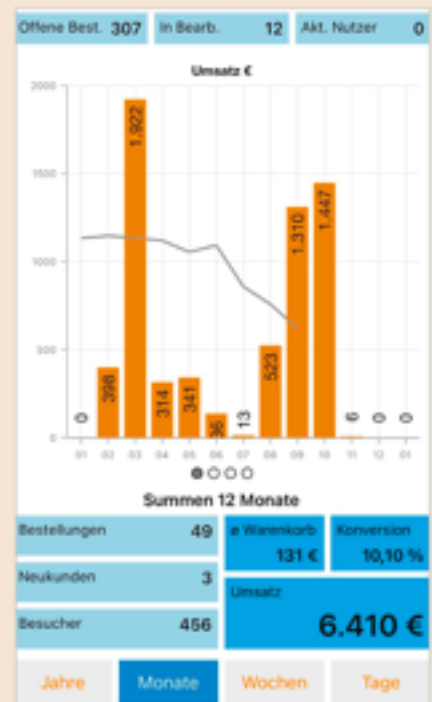 Offene Best. 307 In Bearb. 12 Akt. Nutzer 0
Umsatz €
2000
1500
1000
500
0
0 398 1.922 314 341 13 523 1.310 1.447 6 0 0
01 02 03 04 05 06 07 08 09 10 11 12 01
Summen 12 Monate
Bestellungen 49
Neukunden 3
Besucher 456
ø Warenkorb
131 €
Konversion
10,10 %
Umsatz
6.410 €
Jahre Monate Wochen Tage